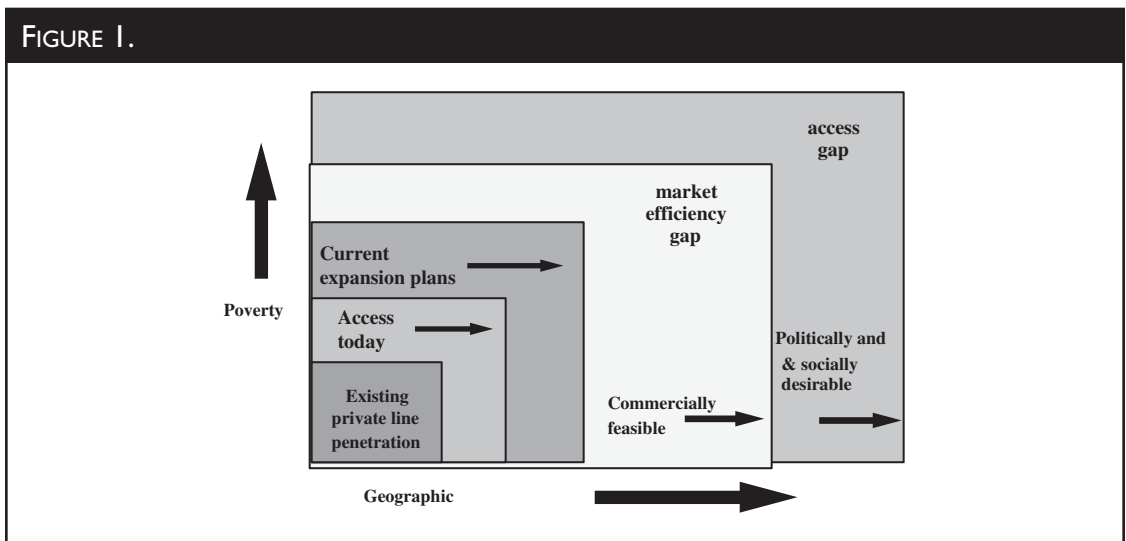 FIGURE 1.
access
gap
market
efficiency
gap
Current
expansion plans
Poverty
Access
today
Politically and
& socially
desirable
Existing
private line
penetration
Commercially
feasible
Geographic